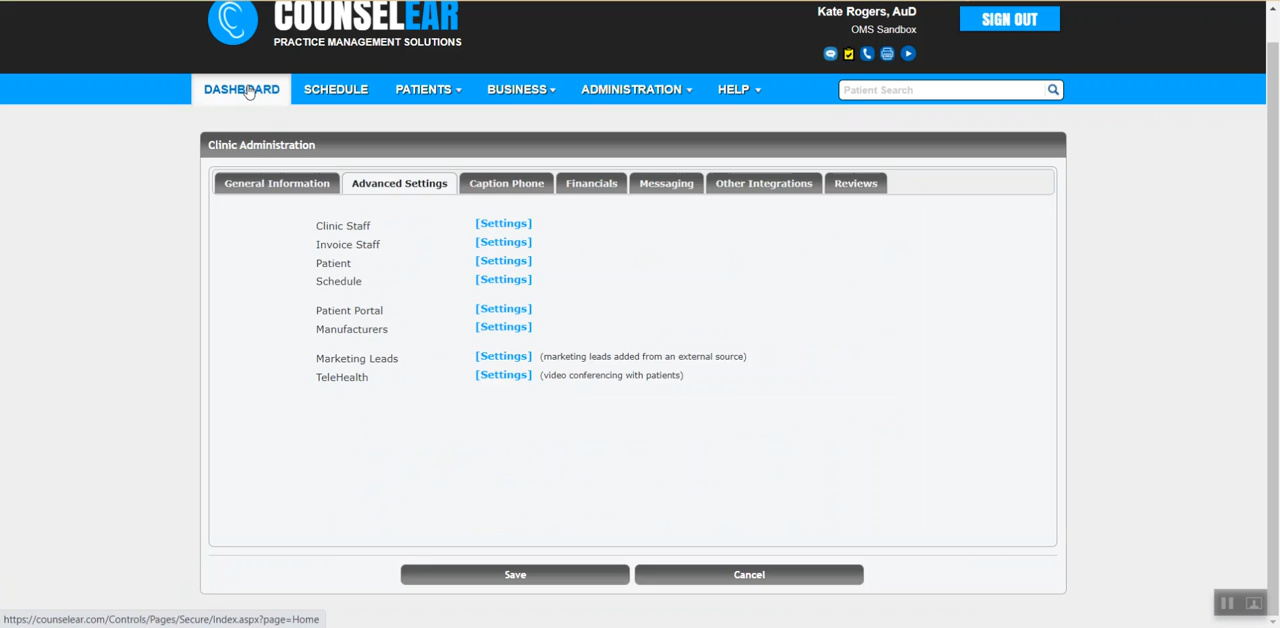 COUNSELEAR
PRACTICE MANAGEMENT SOLUTIONS
Kate Rogers, AuD
OMS Sandbox
SIGN OUT
DASHBOARD SCHEDULE PATIENTS BUSINESS ADMINISTRATION HELP Patient Search
Clinic Administration
General Information Advanced Settings Caption Phone Financials Messaging Other Integrations Reviews
Clinic Staff [Settings]
Invoice Staff [Settings]
Patient [Settings]
Schedule [Settings]
Patient Portal [Settings]
Manufacturers [Settings]
Marketing Leads [Settings] (marketing leads added from an external source)
TeleHealth [Settings] (video conferencing with patients)
Save Cancel
https://counselear.com/Controls/Pages/Secure/Index.aspx?page=Home